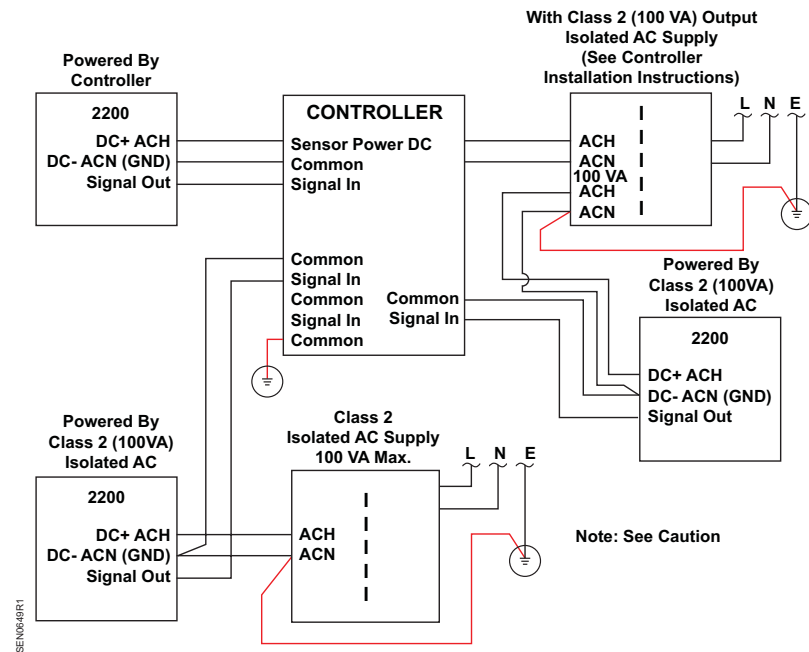 With Class 2 (100 VA) Output
Isolated AC Supply
(See Controller
Installation Instructions)
Powered By
Controller
2200
DC+ ACH
DC- ACN (GND)
Signal Out
CONTROLLER
Sensor Power DC
Common
Signal In
Common
Signal In
Common
Signal In
Common
Common
Signal In
ACH
ACN
100 VA
ACH
ACN
L N E
Powered By
Class 2 (100VA)
Isolated AC
2200
DC+ ACH
DC- ACN (GND)
Signal Out
Powered By
Class 2 (100VA)
Isolated AC
2200
DC+ ACH
DC- ACN (GND)
Signal Out
Class 2
Isolated AC Supply
100 VA Max.
ACH
ACN
L N E
Note: See Caution
SEN0649R1